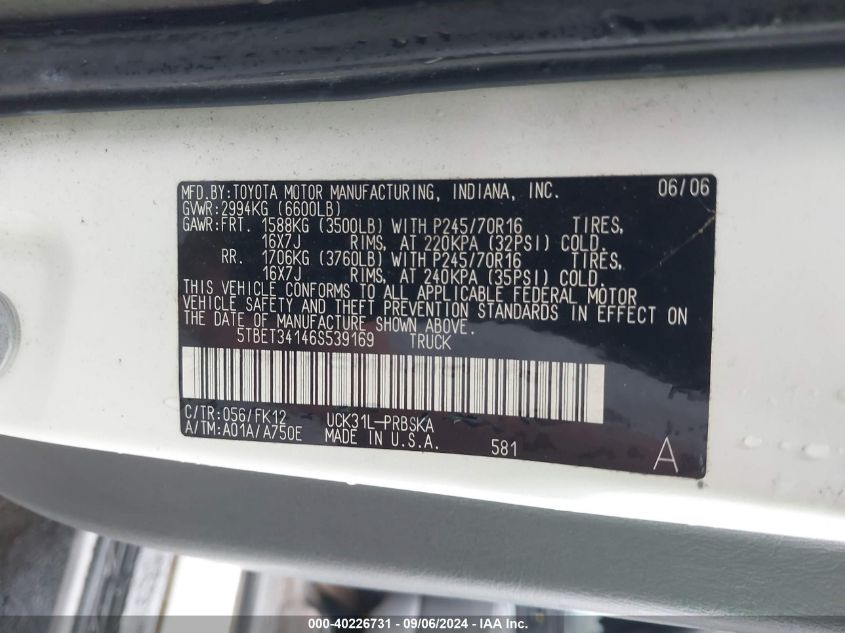 MFD.BY:TOYOTA MOTOR MANUFACTURING, INDIANA, INC. 06/06
GVWR:2994KG (6600LB)
GAWR:FRT. 1588KG (3500LB) WITH P245/70R16 TIRES,
16X7J RIMS, AT 220KPA (32PSI) COLD.
RR. 1706KG (3760LB) WITH P245/70R16 TIRES,
16X7J RIMS, AT 240KPA (35PSI) COLD.
THIS VEHICLE CONFORMS TO ALL APPLICABLE FEDERAL MOTOR
VEHICLE SAFETY AND THEFT PREVENTION STANDARDS IN EFFECT ON
THE DATE OF MANUFACTURE SHOWN ABOVE.
5TBET34146S539169 TRUCK
C/TR:056/FK12 UCK31L-PRBSKA
A/TM:A01A/A750E MADE IN U.S.A. 581 A
000-40226731 - 09/06/2024 - IAA Inc.